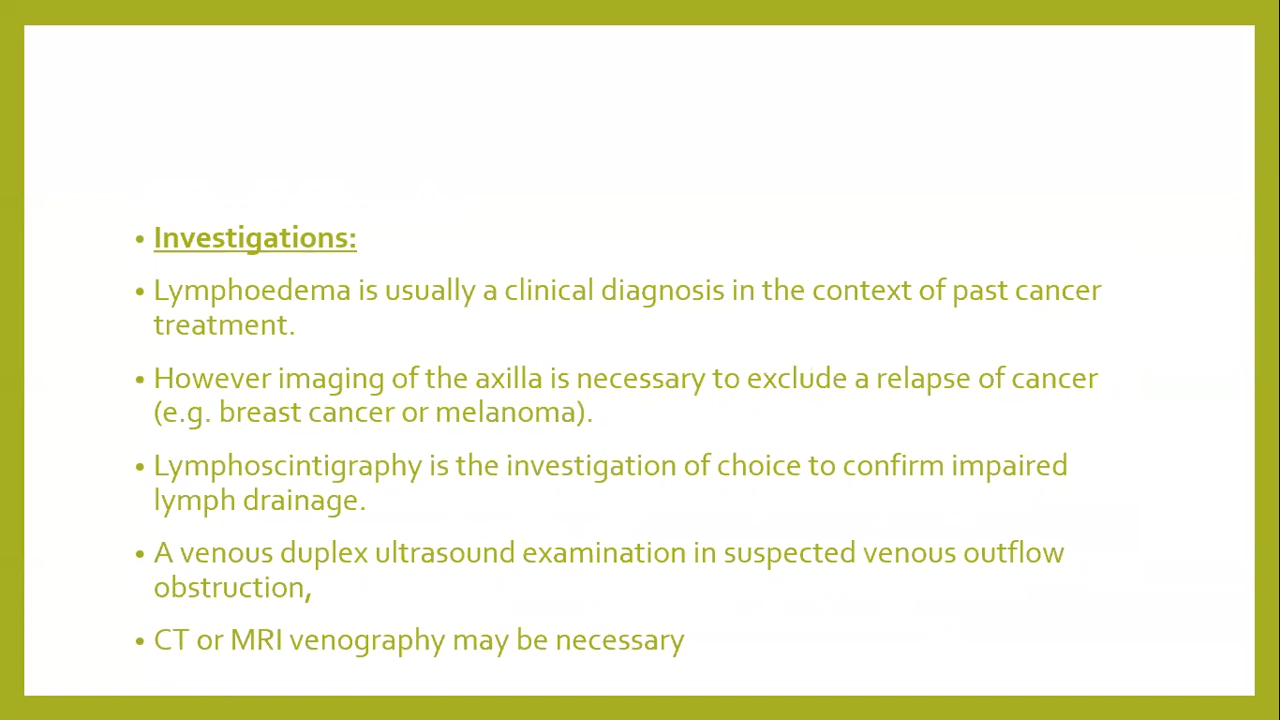 • Investigations:
• Lymphoedema is usually a clinical diagnosis in the context of past cancer
treatment.
• However imaging of the axilla is necessary to exclude a relapse of cancer
(e.g. breast cancer or melanoma).
• Lymphoscintigraphy is the investigation of choice to confirm impaired
lymph drainage.
• A venous duplex ultrasound examination in suspected venous outflow
obstruction,
• CT or MRI venography may be necessary